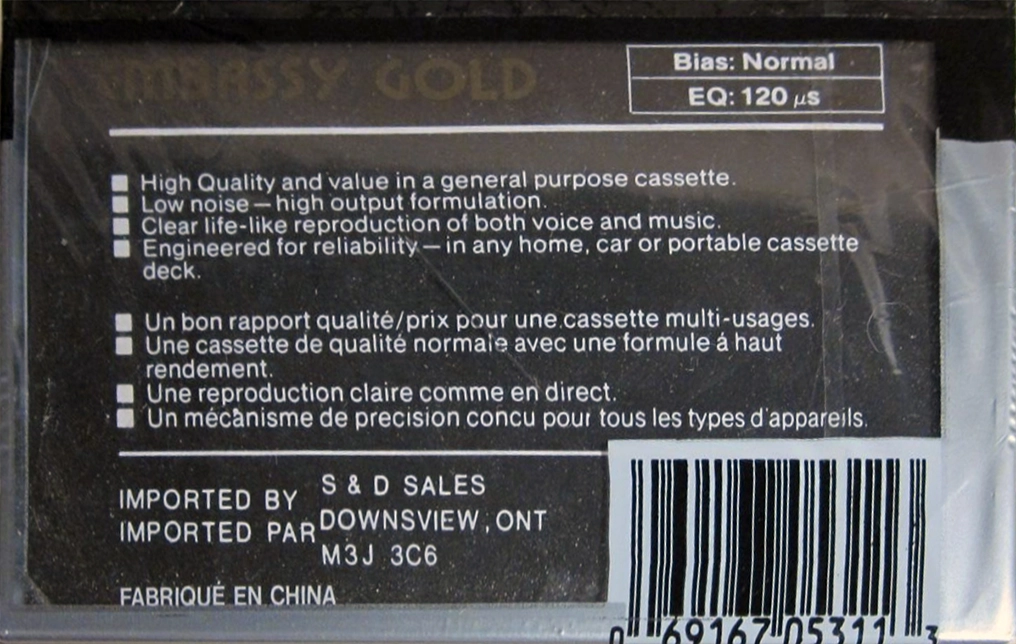 EMBASSY GOLD
Bias: Normal
EQ: 120 µs
■ High Quality and value in a general purpose cassette.
■ Low noise — high output formulation.
■ Clear life-like reproduction of both voice and music.
■ Engineered for reliability — in any home, car or portable cassette
deck.
■ Un bon rapport qualité/prix pour une cassette multi-usages.
■ Une cassette de qualité normale avec une formule á haut
rendement.
■ Une reproduction claire comme en direct.
■ Un mécanisme de precision concu pour tous les types d'appareils.
IMPORTED BY
IMPORTED PAR
S & D SALES
DOWNSVIEW, ONT
M3J 3C6
FABRIQUÉ EN CHINA
0 69167 05311 3